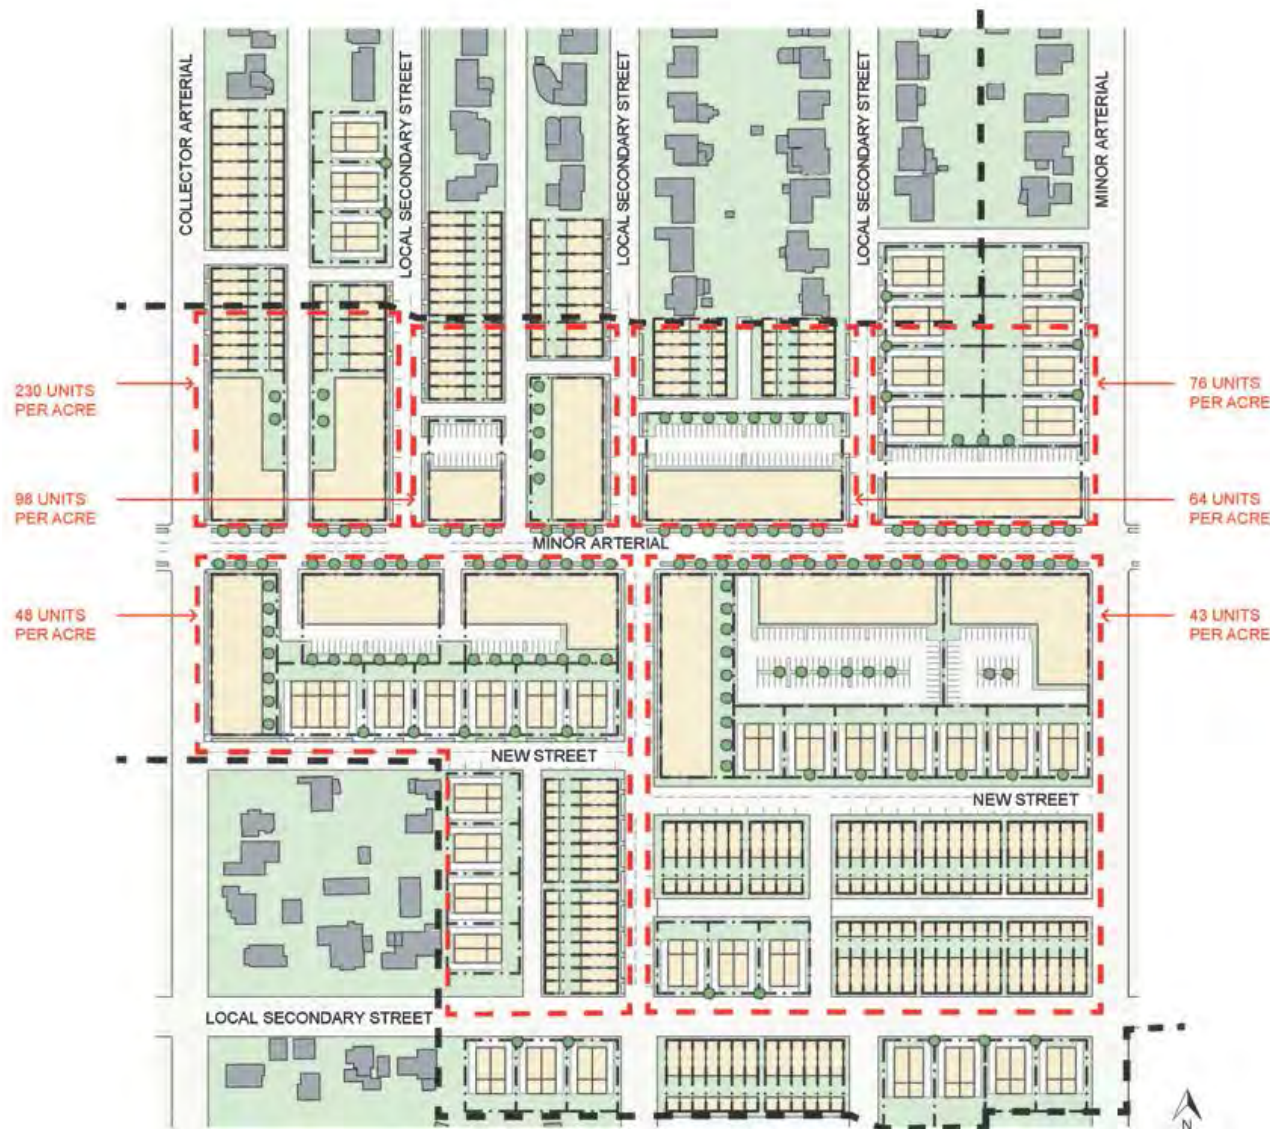 COLLECTOR ARTERIAL
LOCAL SECONDARY STREET
LOCAL SECONDARY STREET
LOCAL SECONDARY STREET
MINOR ARTERIAL
230 UNITS
PER ACRE
76 UNITS
PER ACRE
98 UNITS
PER ACRE
64 UNITS
PER ACRE
MINOR ARTERIAL
48 UNITS
PER ACRE
43 UNITS
PER ACRE
NEW STREET
NEW STREET
LOCAL SECONDARY STREET
N